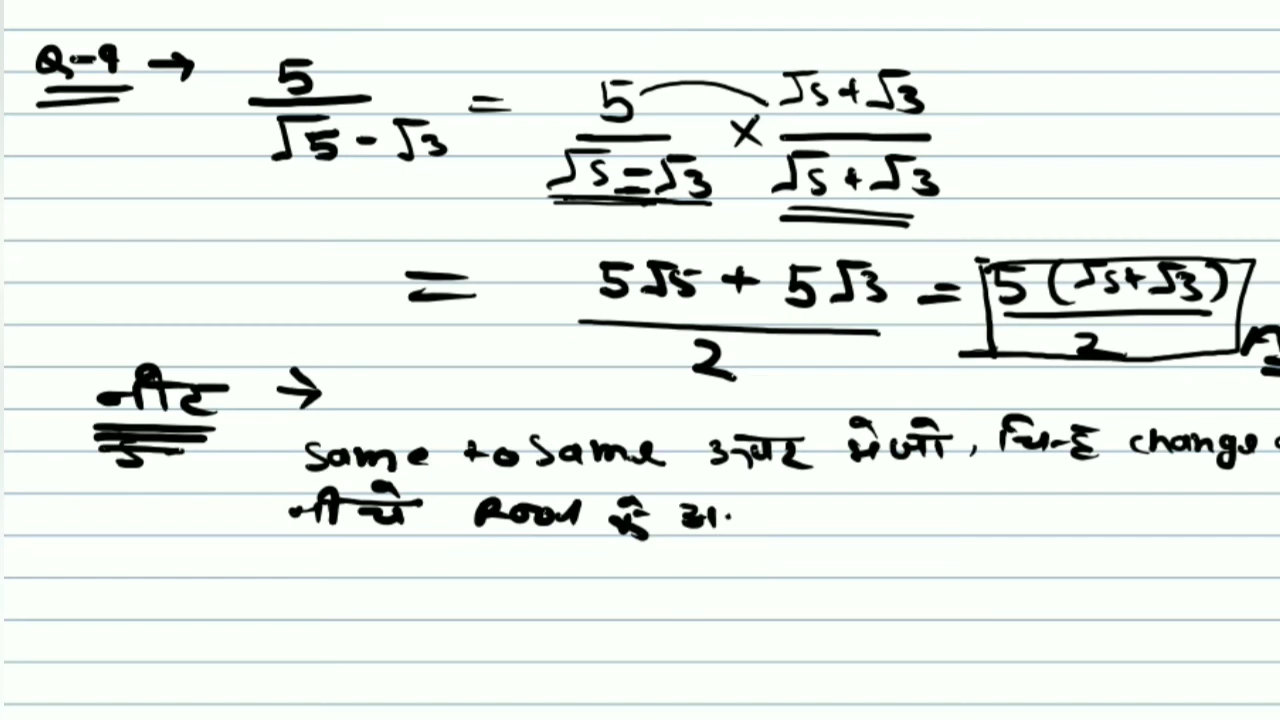 Q-9 → 5/(√5 - √3) = 5/(√5 - √3) × (√5 + √3)/(√5 + √3)
= (5√5 + 5√3)/2 = 5(√5+√3)/2
नोट →
Same to same ऊपर में भी, चिन्ह change
नीचे Root के